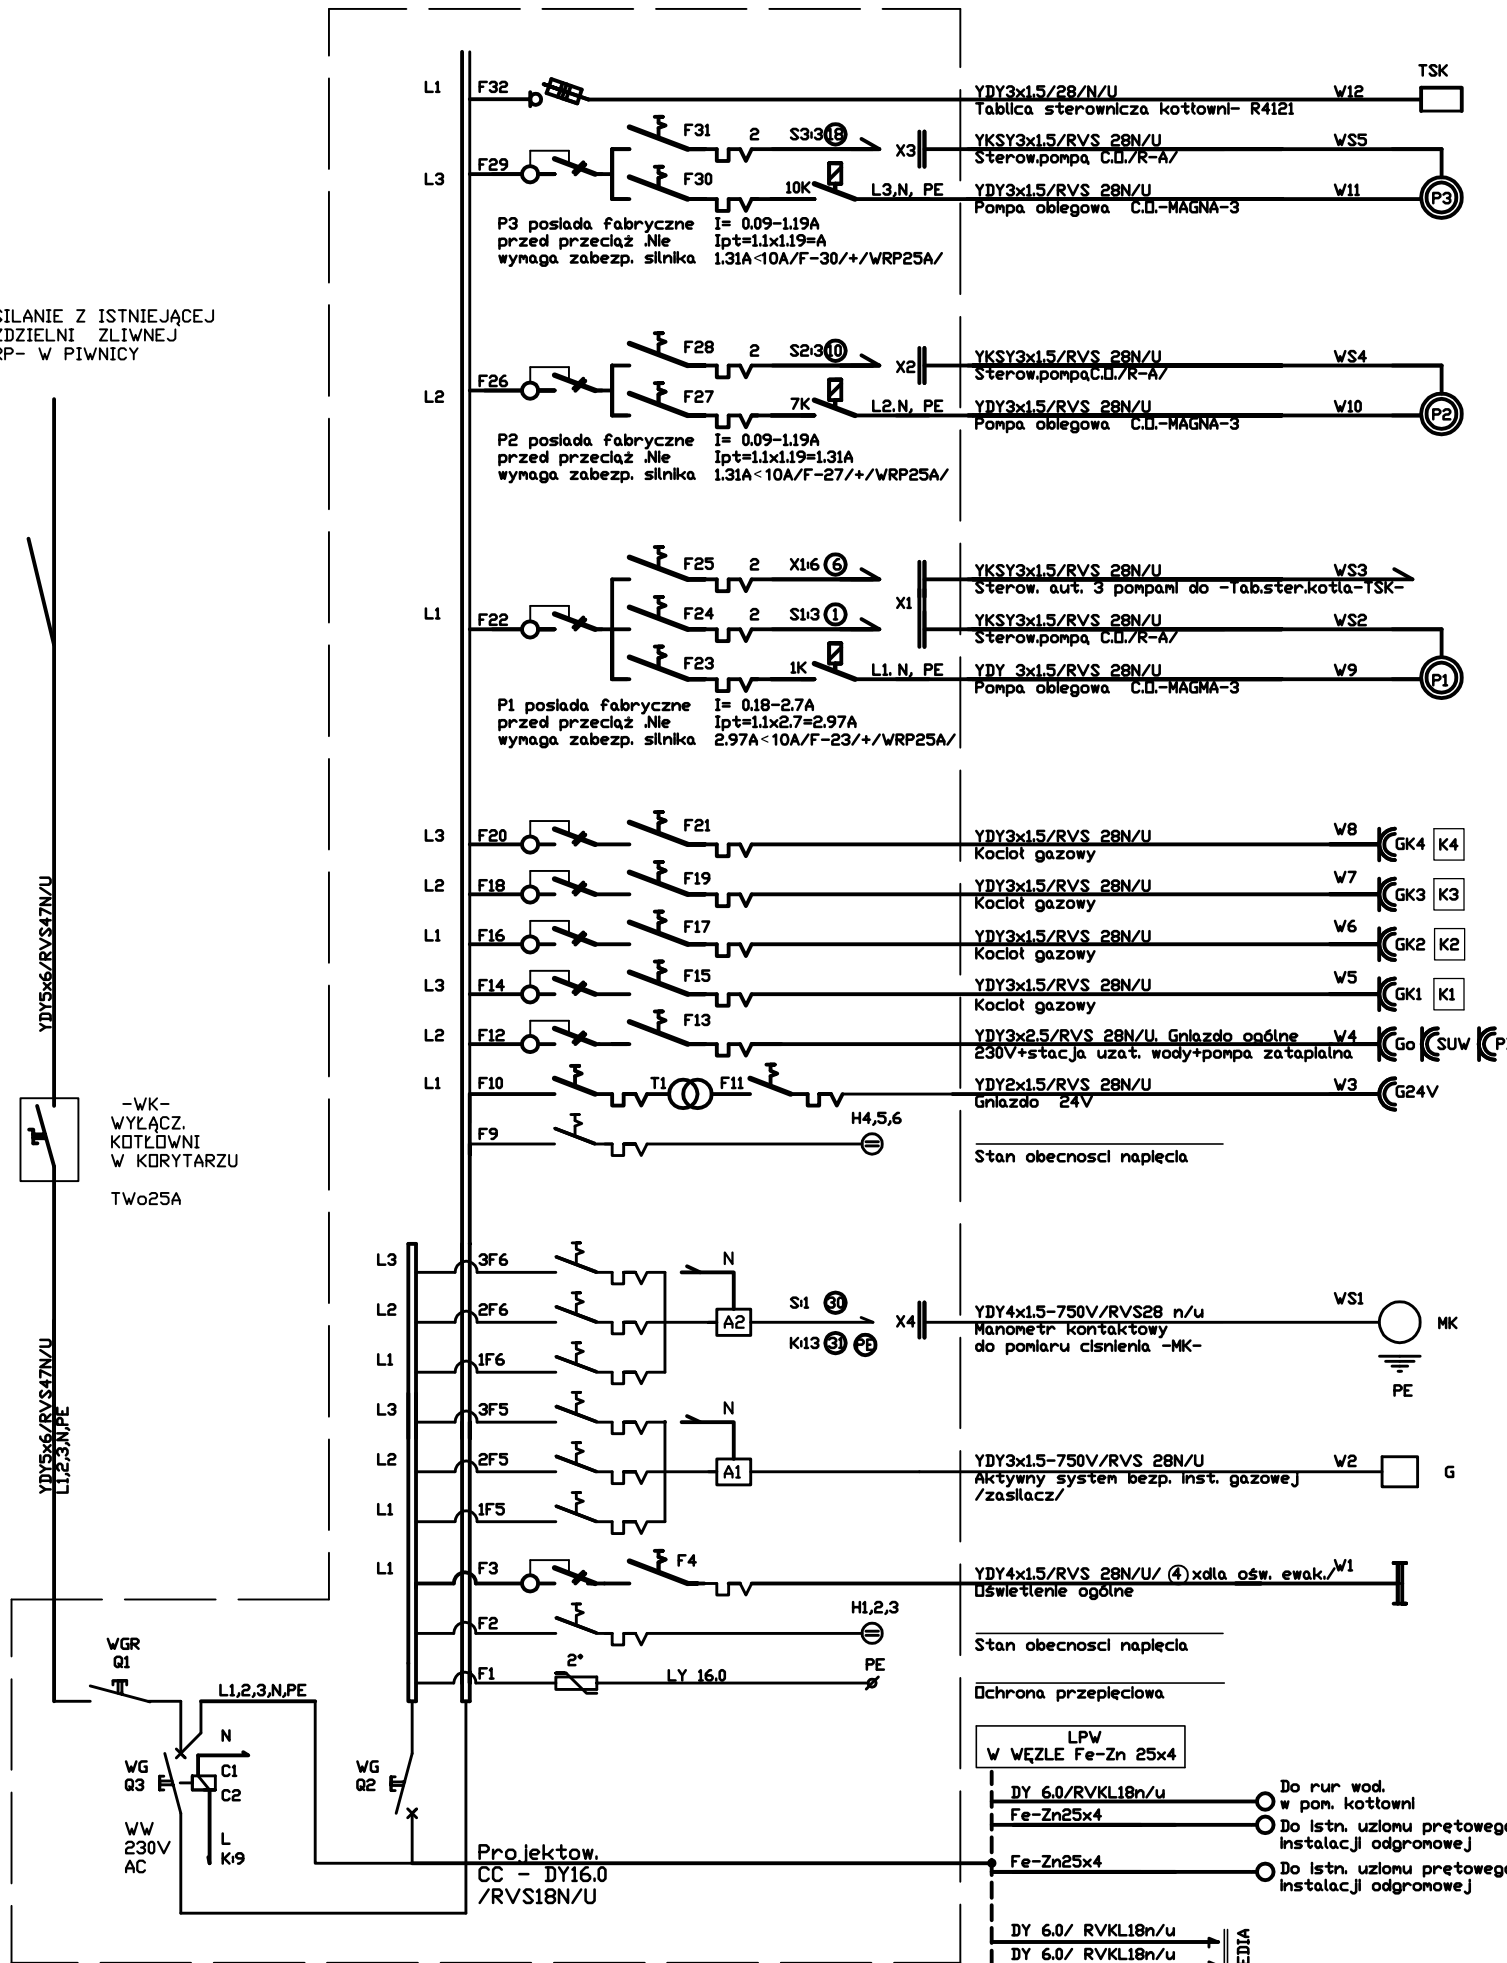 TSK
L1 F32 YDY3x1.5/28/N/U W12
Tablica sterownicza kotłowni- R4121
F31 2 S3:3 18 X3 YKSY3x1.5/RVS 28N/U WS5
Sterow.pompą C.O./R-A/
L3 F29 F30 10K L3,N, PE YDY3x1.5/RVS 28N/U W11 P3
Pompa obiegowa C.O.-MAGNA-3
P3 posiada fabryczne I= 0.09-1.19A
przed przeciąż .Nie Ipt=1.1x1.19=A
wymaga zabezp. silnika 1.31A<10A/F-30/+/WRP25A/
SILANIE Z ISTNIEJĄCEJ
ZDZIELNI ZLIWNEJ
RP- W PIWNICY
F28 2 S2:3 10 X2 YKSY3x1.5/RVS 28N/U WS4
Sterow.pompąC.O./R-A/
L2 F26 F27 7K L2.N, PE YDY3x1.5/RVS 28N/U W10 P2
Pompa obiegowa C.O.-MAGNA-3
P2 posiada fabryczne I= 0.09-1.19A
przed przeciąż .Nie Ipt=1.1x1.19=1.31A
wymaga zabezp. silnika 1.31A<10A/F-27/+/WRP25A/
F25 2 X1:6 6 YKSY3x1.5/RVS 28N/U WS3
Sterow. aut. 3 pompami do -Tab.ster.kotla-TSK-
L1 F22 F24 2 S1:3 1 X1 YKSY3x1.5/RVS 28N/U WS2
Sterow.pompą C.O./R-A/
F23 1K L1. N, PE YDY 3x1.5/RVS 28N/U W9 P1
Pompa obiegowa C.O.-MAGMA-3
P1 posiada fabryczne I= 0.18-2.7A
przed przeciąż .Nie Ipt=1.1x2.7=2.97A
wymaga zabezp. silnika 2.97A<10A/F-23/+/WRP25A/
L3 F20 F21 YDY3x1.5/RVS 28N/U W8 GK4 K4
Kocioł gazowy
L2 F18 F19 YDY3x1.5/RVS 28N/U W7 GK3 K3
Kocioł gazowy
L1 F16 F17 YDY3x1.5/RVS 28N/U W6 GK2 K2
Kocioł gazowy
L3 F14 F15 YDY3x1.5/RVS 28N/U W5 GK1 K1
Kocioł gazowy
L2 F12 F13 YDY3x2.5/RVS 28N/U. Gniazdo ogólne W4 Go SUW
230V+stacja uzat. wody+pompa zatapialna
L1 F10 T1 F11 YDY2x1.5/RVS 28N/U W3 G24V
Gniazdo 24V
F9 H4,5,6
Stan obecnosci napięcia
YDY5x6/RVS47N/U
-WK-
WYŁĄCZ.
KOTŁOWNI
W KORYTARZU
TWo25A
L3 3F6 N
L2 2F6 A2 S:1 30 X4 YDY4x1.5-750V/RVS28 n/u WS1 MK
K:13 31 PE Manometr kontaktowy
do pomiaru cisnienia -MK-
L1 1F6 PE
L3 3F5 N
L2 2F5 A1 YDY3x1.5-750V/RVS 28N/U W2 G
Aktywny system bezp. inst. gazowej
/zasilacz/
L1 1F5
YDY5x6/RVS47N/U
L1,2,3,N,PE
L1 F3 F4 YDY4x1.5/RVS 28N/U/ 4 xdla ośw. ewak./ W1
Oświetlenie ogólne
F2 H1,2,3
Stan obecnosci napięcia
F1 2* LY 16.0 PE
Ochrona przepieciowa
WGR
Q1
L1,2,3,N,PE
N
WG
Q3
C1
C2
WG
Q2
WW
230V
AC
L
K:9
Projektow.
CC - DY16.0
/RVS18N/U
LPW
W WĘZLE Fe-Zn 25x4
DY 6.0/RVKL18n/u Do rur wod.
w pom. kotłowni
Fe-Zn25x4 Do istn. uziomu prętowego
instalacji odgromowej
Fe-Zn25x4 Do istn. uziomu prętowego
instalacji odgromowej
DY 6.0/ RVKL18n/u
DY 6.0/ RVKL18n/u
EDIA